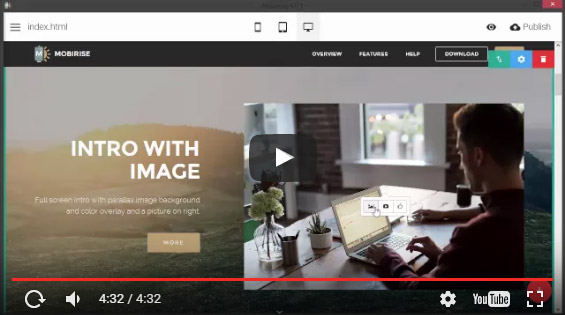 index.html
Publish
MOBIRISE
OVERVIEW FEATURES HELP DOWNLOAD
INTRO WITH
IMAGE
Full screen intro with parallax image background
and color overlay and a picture on right.
MORE
4:32 / 4:32
YouTube